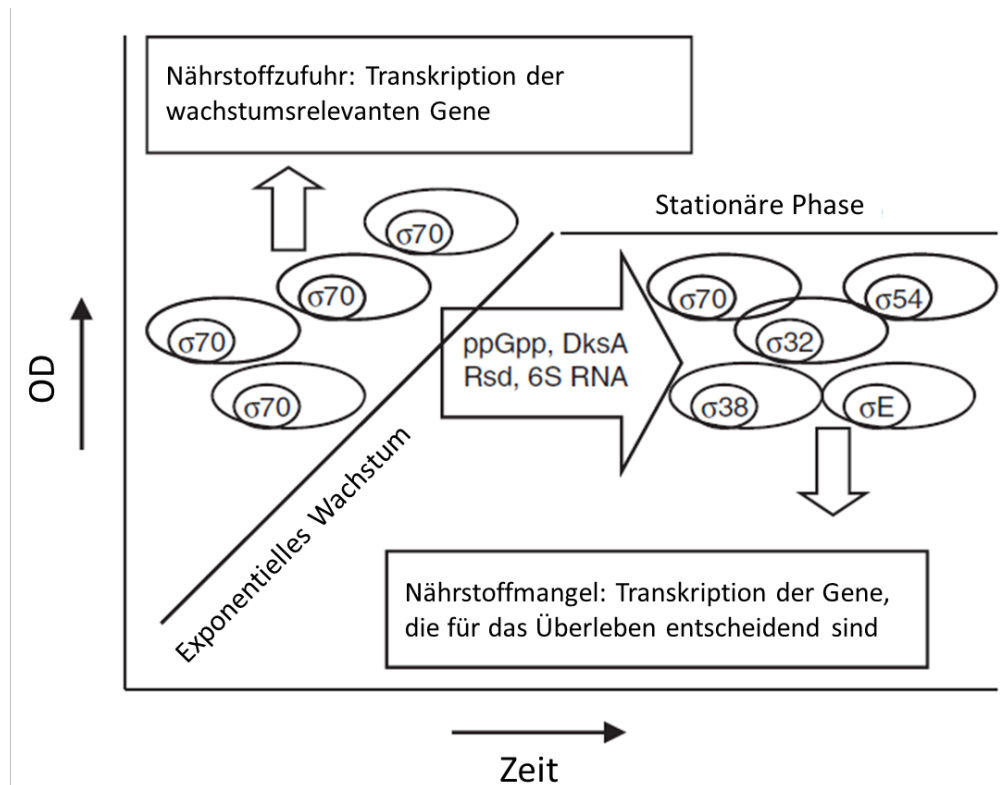 Nährstoffzufuhr: Transkription der
wachstumsrelevanten Gene
Stationäre Phase
σ70
σ70
σ70
σ70
ppGpp, DksA
Rsd, 6S RNA
σ70
σ54
σ32
σ38
σE
OD
Exponentielles Wachstum
Nährstoffmangel: Transkription der Gene,
die für das Überleben entscheidend sind
Zeit